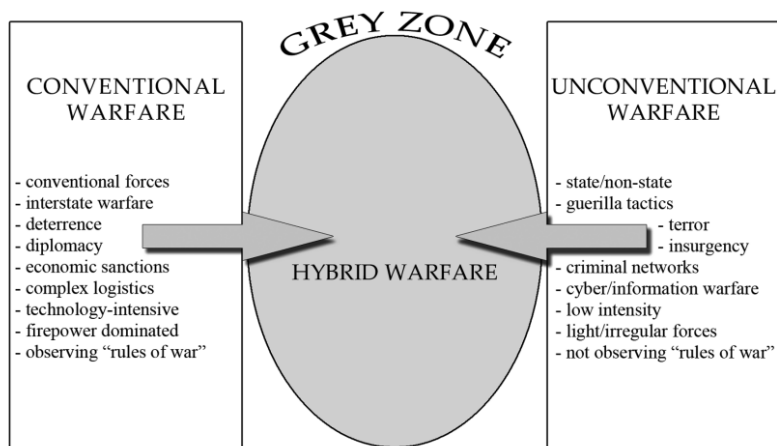 GREY ZONE
CONVENTIONAL
WARFARE
- conventional forces
- interstate warfare
- deterrence
- diplomacy
- economic sanctions
- complex logistics
- technology-intensive
- firepower dominated
- observing “rules of war”
HYBRID WARFARE
UNCONVENTIONAL
WARFARE
- state/non-state
- guerilla tactics
- terror
- insurgency
- criminal networks
- cyber/information warfare
- low intensity
- light/irregular forces
- not observing “rules of war”